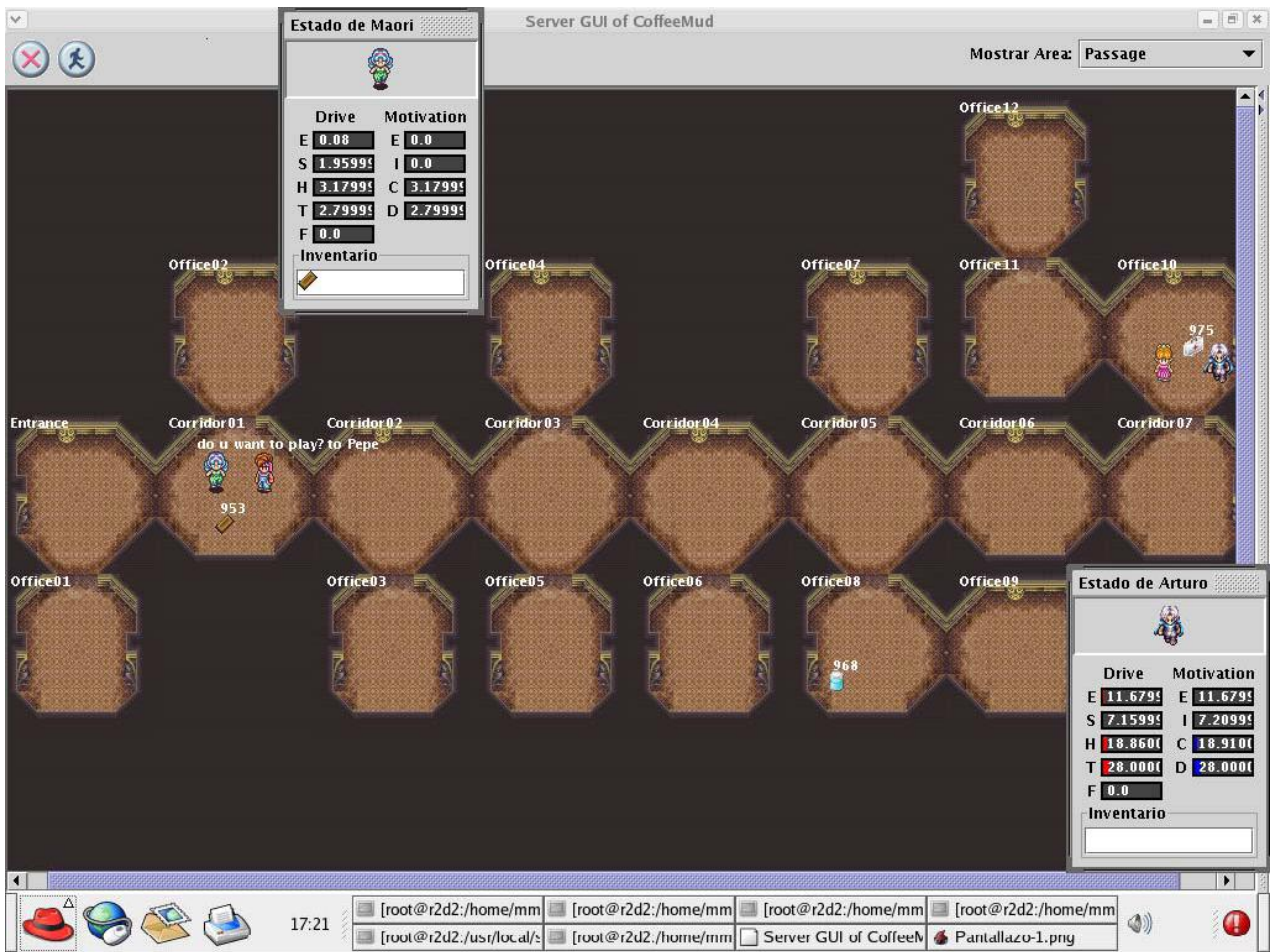 Server GUI of CoffeeMud
Mostrar Area: Passage
Estado de Maori
Drive Motivation
E 0.08 E 0.0
S 1.95999 I 0.0
H 3.17999 C 3.17999
T 2.79999 D 2.79999
F 0.0
Inventario
Office12
Office02
Office04
Office07
Office11
Office10
975
Entrance
Corridor01
Corridor02
Corridor03
Corridor04
Corridor05
Corridor06
Corridor07
do u want to play? to Pepe
953
Office01
Office03
Office05
Office06
Office08
Office09
968
Estado de Arturo
Drive Motivation
E 11.6799 E 11.6799
S 7.15999 I 7.20999
H 18.860 C 18.910
T 28.000 D 28.000
F 0.0
Inventario
17:21
[root@r2d2:/home/mm
[root@r2d2:/home/mm
[root@r2d2:/home/mm
[root@r2d2:/home/mm
[root@r2d2:/usr/local/s
[root@r2d2:/home/mm
Server GUI of CoffeeM
Pantallazo-1.png